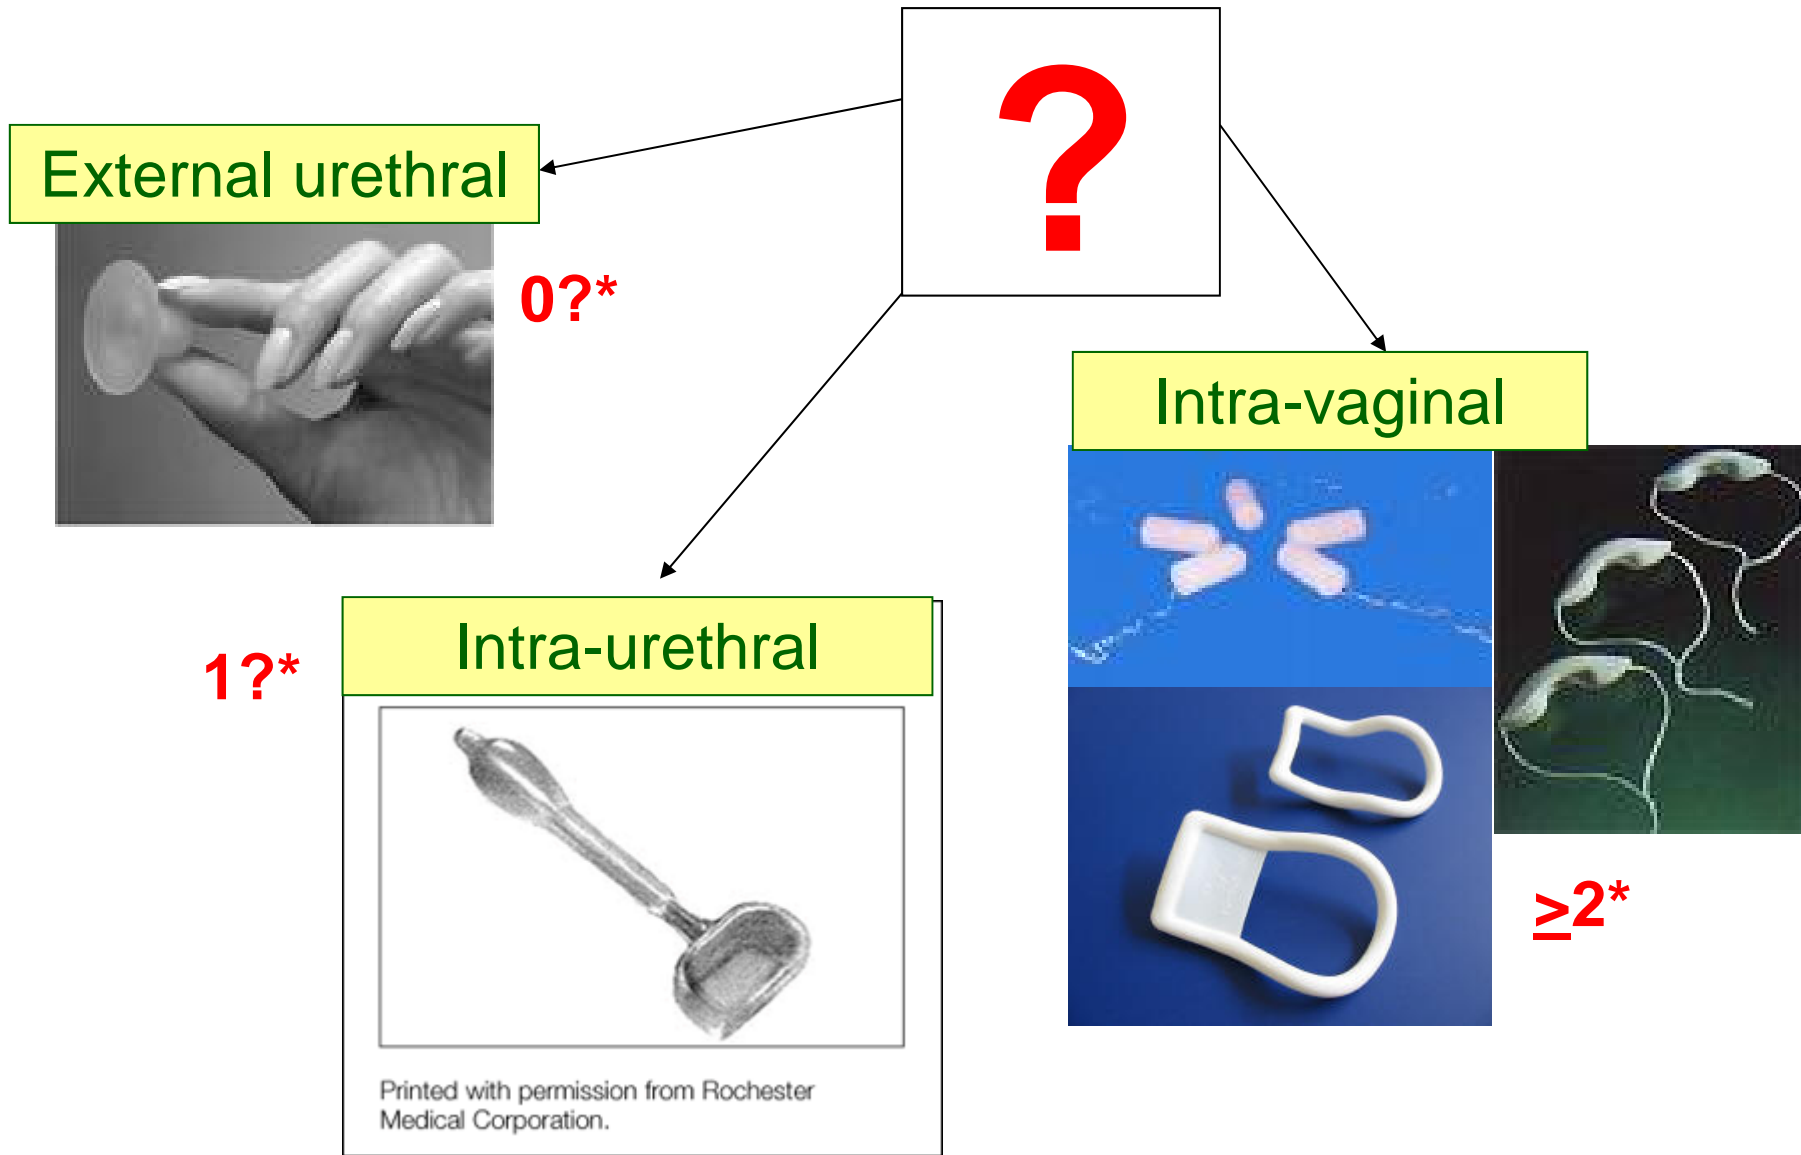 ?
External urethral
0?*
Intra-vaginal
Intra-urethral
1?*
≥2*
Printed with permission from Rochester
Medical Corporation.